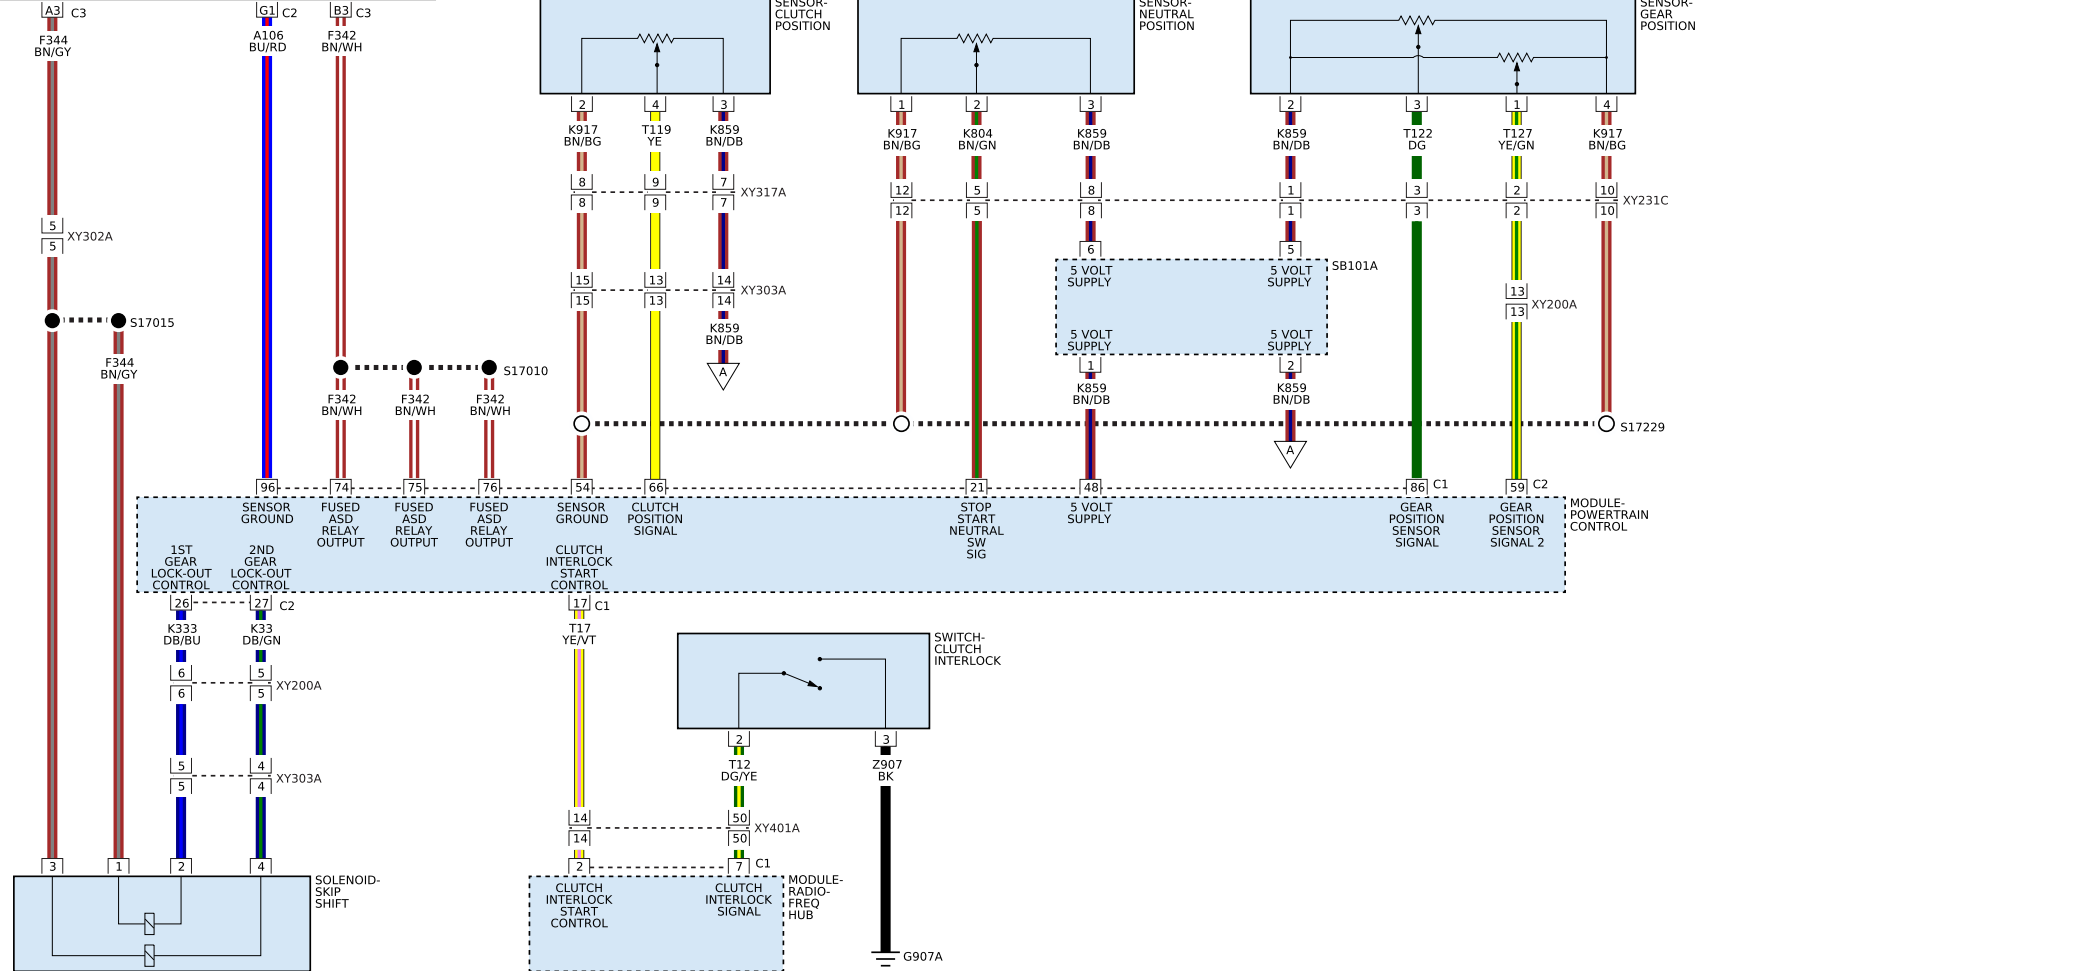 A3 C3
F344
BN/GY
G1 C2
A106
BU/RD
B3 C3
F342
BN/WH
SENSOR-
CLUTCH
POSITION
SENSOR-
NEUTRAL
POSITION
SENSOR-
GEAR
POSITION
2 4 3
K917
BN/BG
T119
YE
K859
BN/DB
1 2 3
K917
BN/BG
K804
BN/GN
K859
BN/DB
2 3 1 4
K859
BN/DB
T122
DG
T127
YE/GN
K917
BN/BG
8 9 7
XY317A
8 9 7
12 5 8 1 3 2 10
XY231C
12 5 8 1 3 2 10
5
XY302A
5
6 5
5 VOLT
SUPPLY
5 VOLT
SUPPLY
SB101A
5 VOLT
SUPPLY
5 VOLT
SUPPLY
1 2
15 13 14
XY303A
15 13 14
13
XY200A
13
S17015
F344
BN/GY
K859
BN/DB
A
S17010
F342
BN/WH
F342
BN/WH
F342
BN/WH
K859
BN/DB
K859
BN/DB
A
S17229
96 74 75 76 54 66 21 48 86 C1 59 C2
SENSOR
GROUND
FUSED
ASD
RELAY
OUTPUT
FUSED
ASD
RELAY
OUTPUT
FUSED
ASD
RELAY
OUTPUT
SENSOR
GROUND
CLUTCH
POSITION
SIGNAL
STOP
START
NEUTRAL
SW
SIG
5 VOLT
SUPPLY
GEAR
POSITION
SENSOR
SIGNAL
GEAR
POSITION
SENSOR
SIGNAL 2
MODULE-
POWERTRAIN
CONTROL
1ST
GEAR
LOCK-OUT
CONTROL
2ND
GEAR
LOCK-OUT
CONTROL
CLUTCH
INTERLOCK
START
CONTROL
26 27 C2
17 C1
K333
DB/BU
K33
DB/GN
T17
YE/VT
SWITCH-
CLUTCH
INTERLOCK
6 5
XY200A
6 5
2 3
T12
DG/YE
Z907
BK
5 4
XY303A
5 4
14 50
XY401A
14 50
3 1 2 4
2 7 C1
SOLENOID-
SKIP
SHIFT
CLUTCH
INTERLOCK
START
CONTROL
CLUTCH
INTERLOCK
SIGNAL
MODULE-
RADIO-
FREQ
HUB
G907A